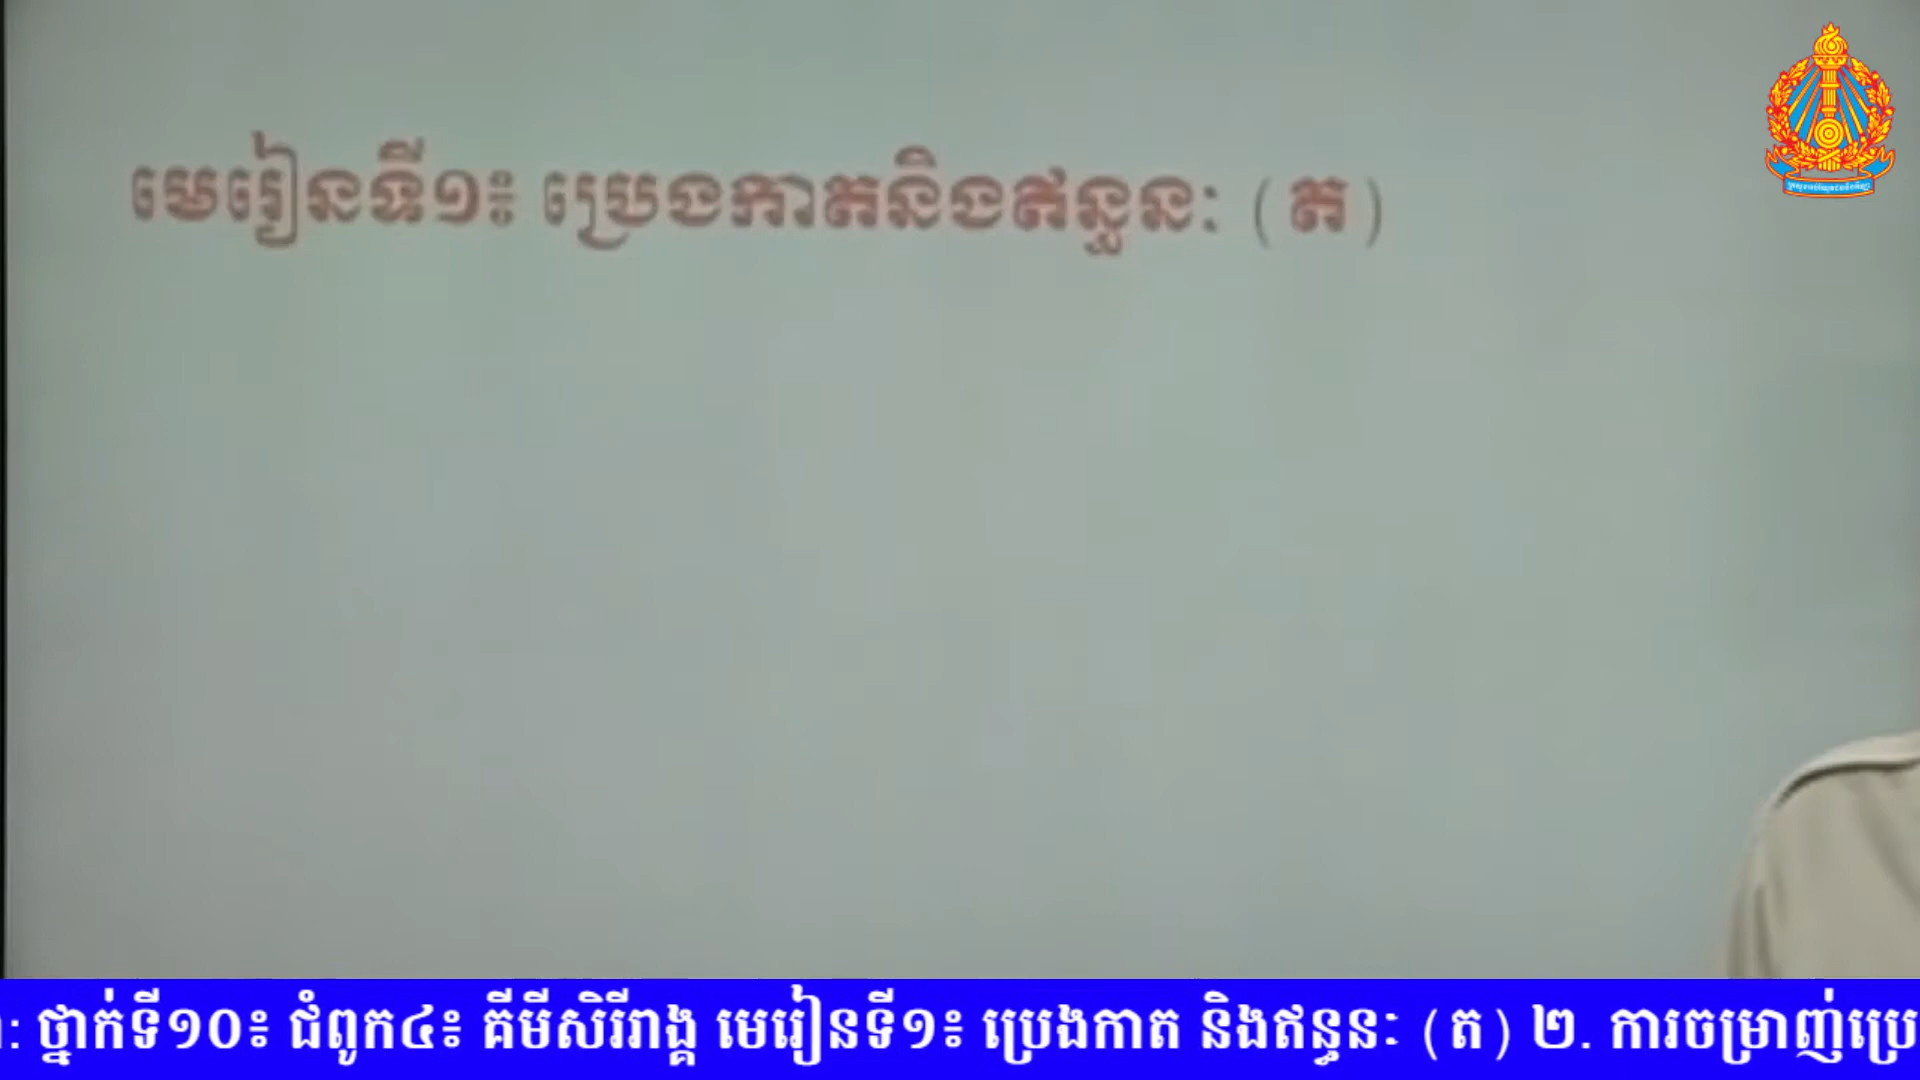 មេរៀនទី១៖ ប្រេងកាតនិងឥន្ធនៈ (ត)
ថ្នាក់ទី១០៖ ជំពូក៤៖ គីមីសិរីរាង្គ មេរៀនទី១៖ ប្រេងកាត និងឥន្ធនៈ (ត) ២. ការចម្រាញ់ប្រេ